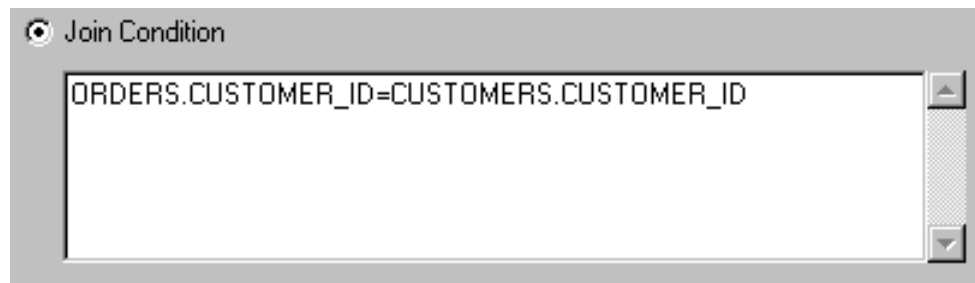 Join Condition
ORDERS.CUSTOMER_ID=CUSTOMERS.CUSTOMER_ID